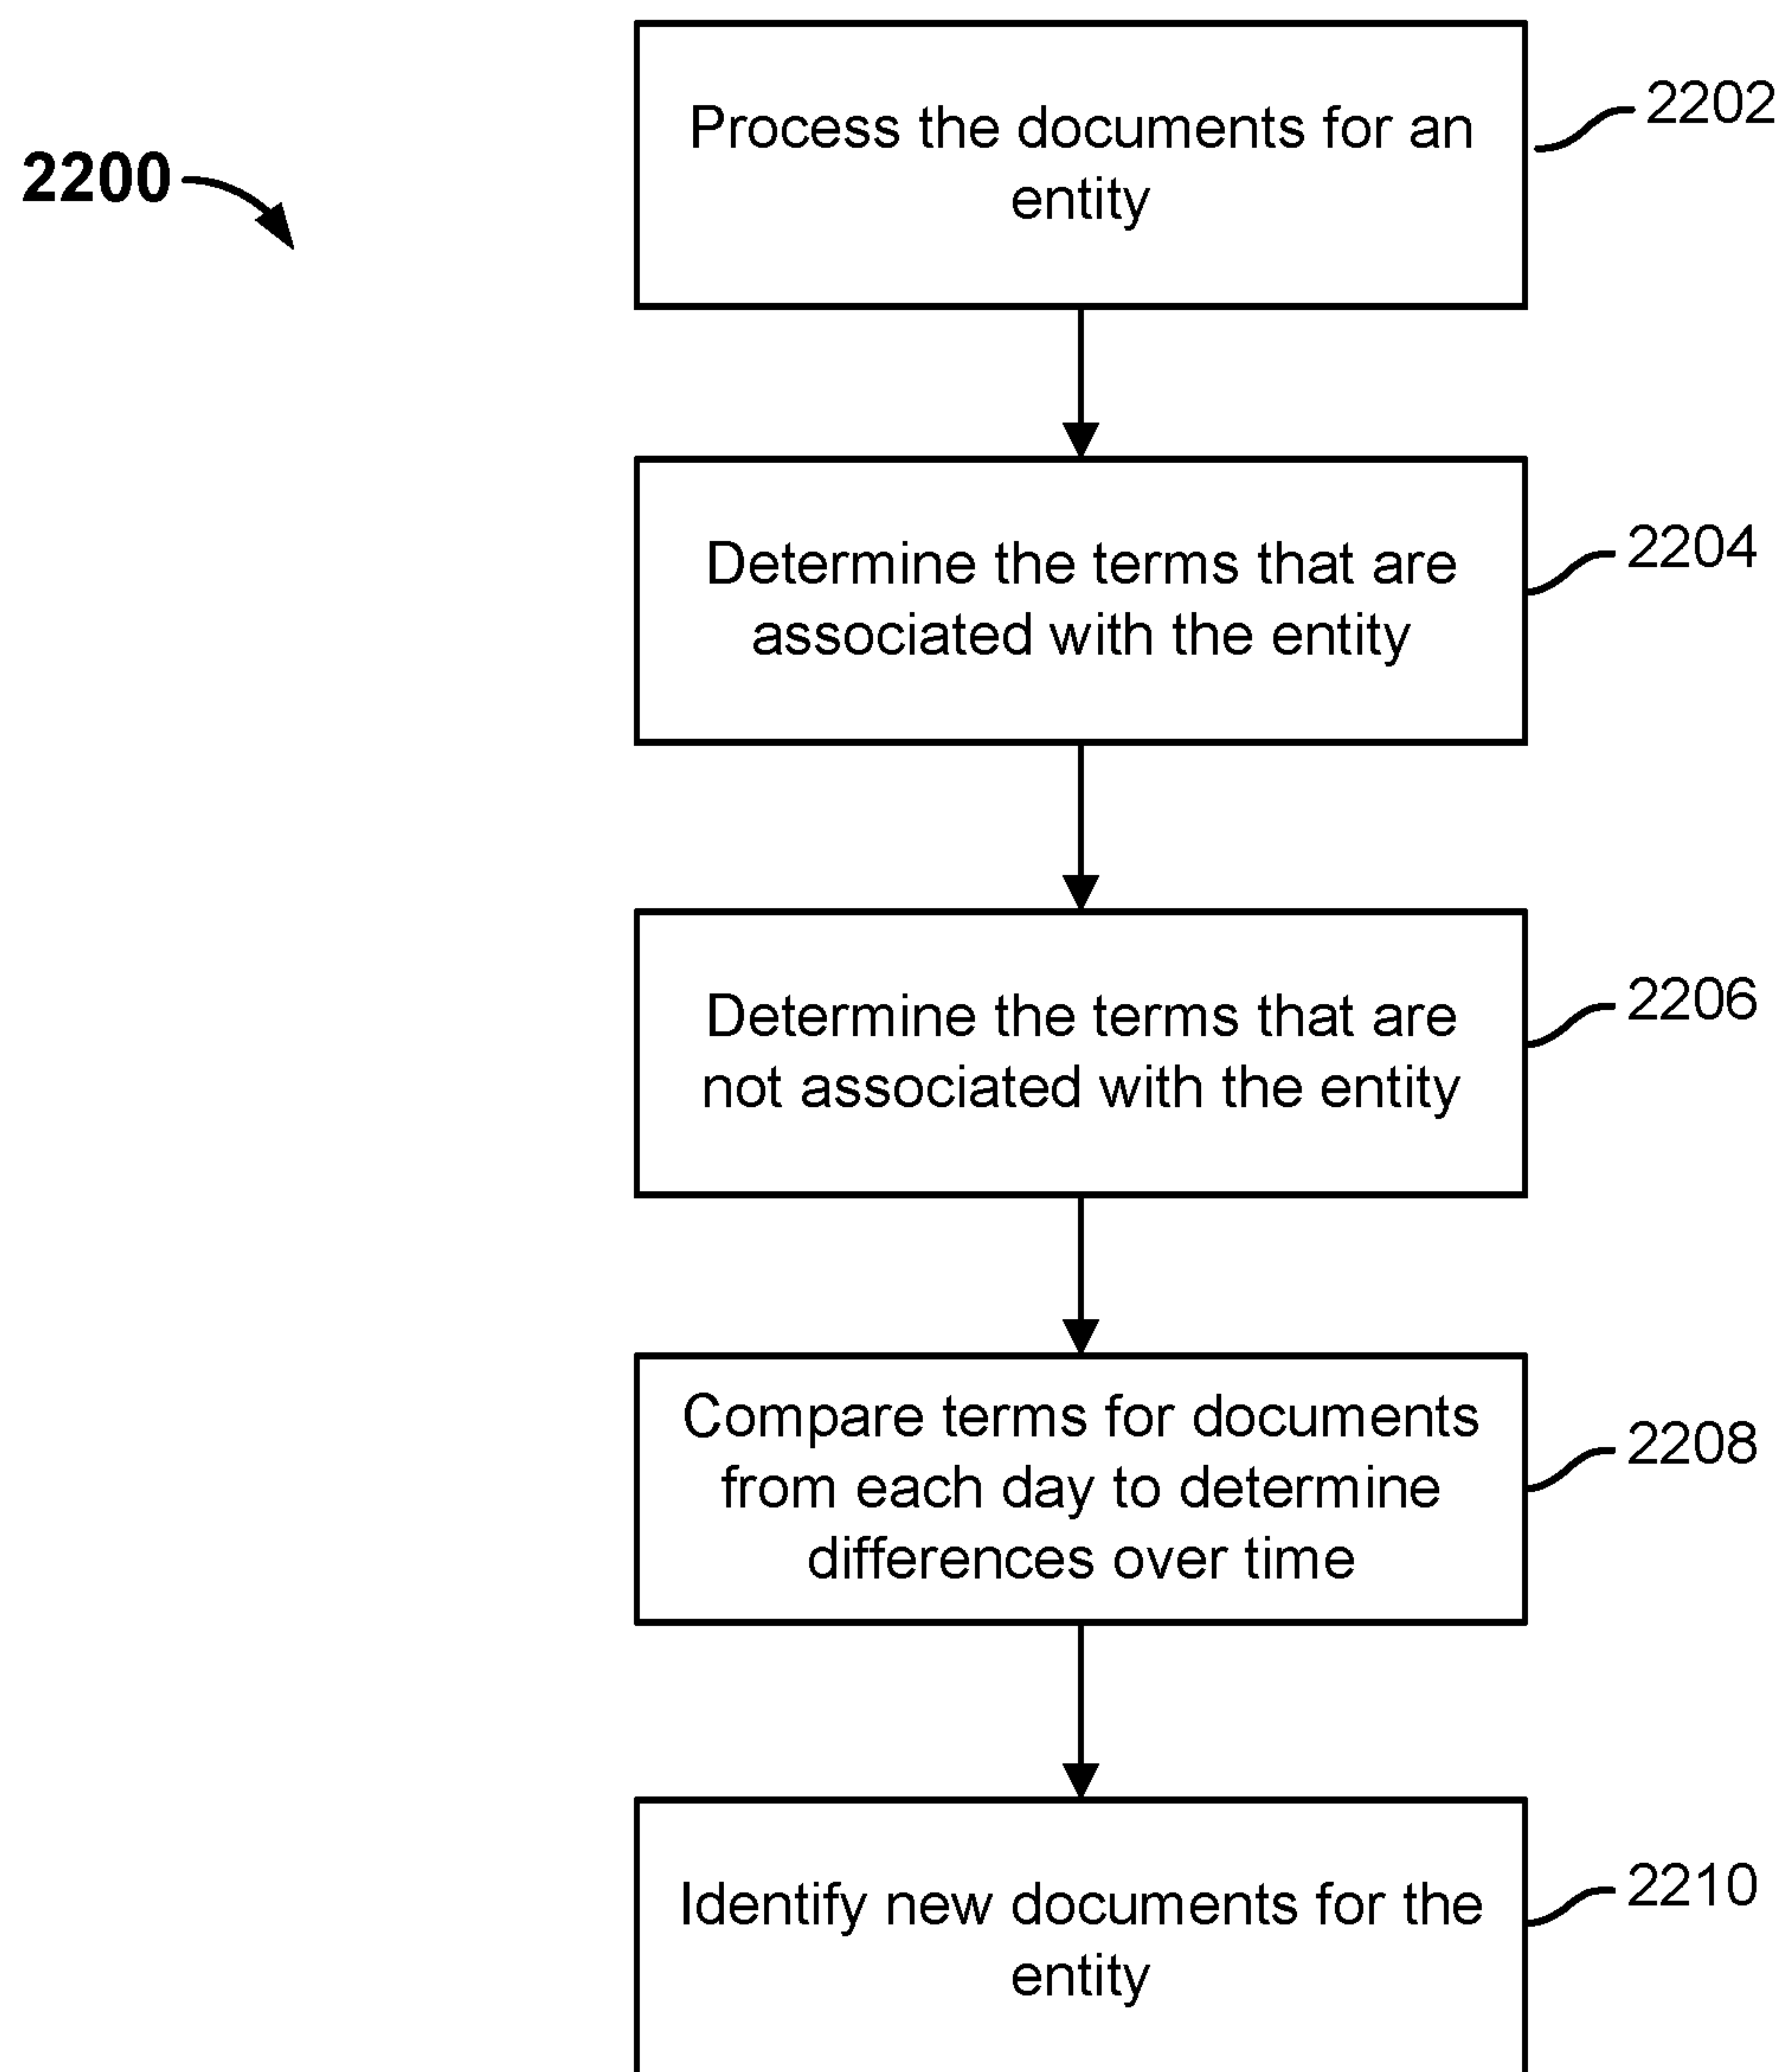 2200
Process the documents for an
entity
2202
Determine the terms that are
associated with the entity
2204
Determine the terms that are
not associated with the entity
2206
Compare terms for documents
from each day to determine
differences over time
2208
Identify new documents for the
entity
2210